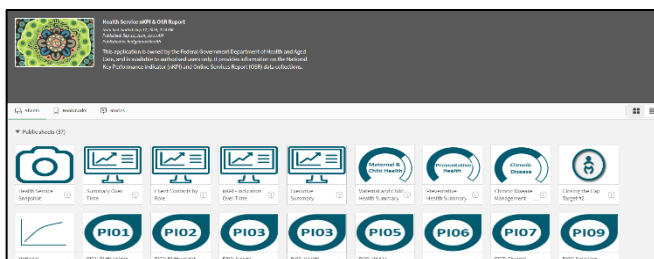 Health Service nKPI & OSR Report
This application is owned by the Federal Government Department of Health and Aged
Care, and is available to authorised users only. It provides information on the National
Key Performance Indicator (nKPI) and Online Services Report (OSR) data collections.
Sheets Bookmarks Stories
Public sheets (37)
Maternal &
Child Health
Preventative
Health
Chronic
Disease
Health Service
Snapshot
Summary Over
Time
Client Contacts by
Role
nKPI - Indicators
Over Time
Executive
Summary
Maternal and Child
Health Summary
Preventative
Health Summary
Chronic Disease
Management
Closing the Gap
Target #2
PI01 PI02 PI03 PI03 PI05 PI06 PI07 PI09